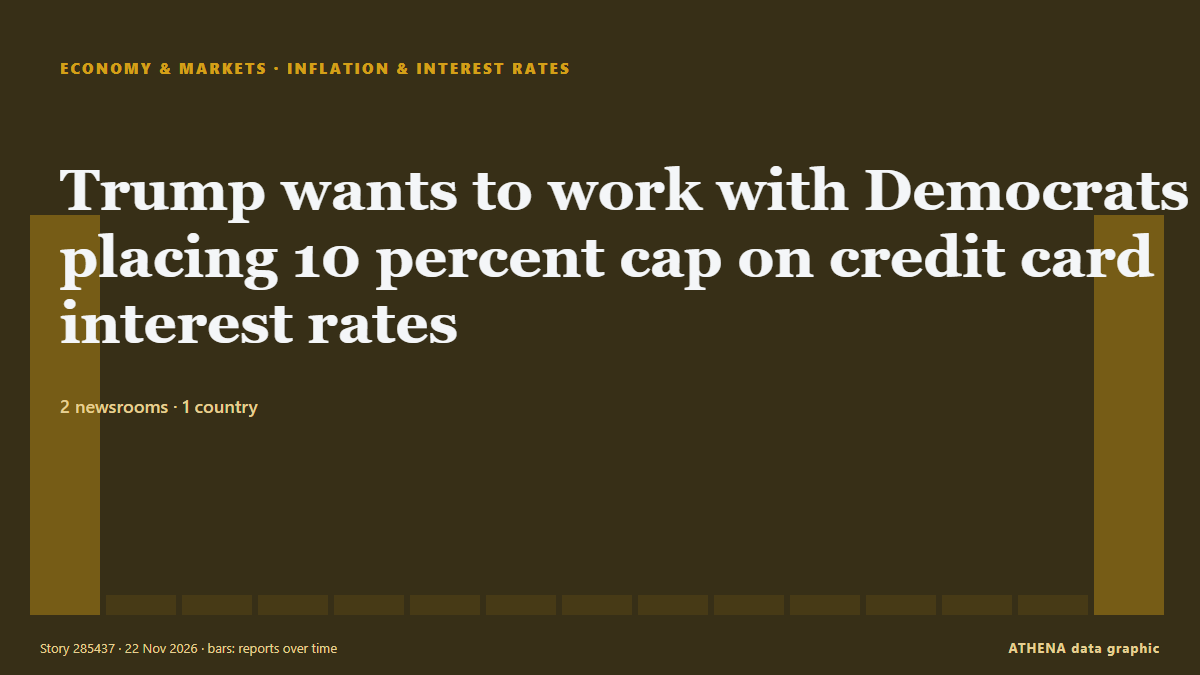 ECONOMY & MARKETS · INFLATION & INTEREST RATES
Trump wants to work with Democrats
placing 10 percent cap on credit card
interest rates
2 newsrooms · 1 country
Story 285437 · 22 Nov 2026 · bars: reports over time
ATHENA data graphic